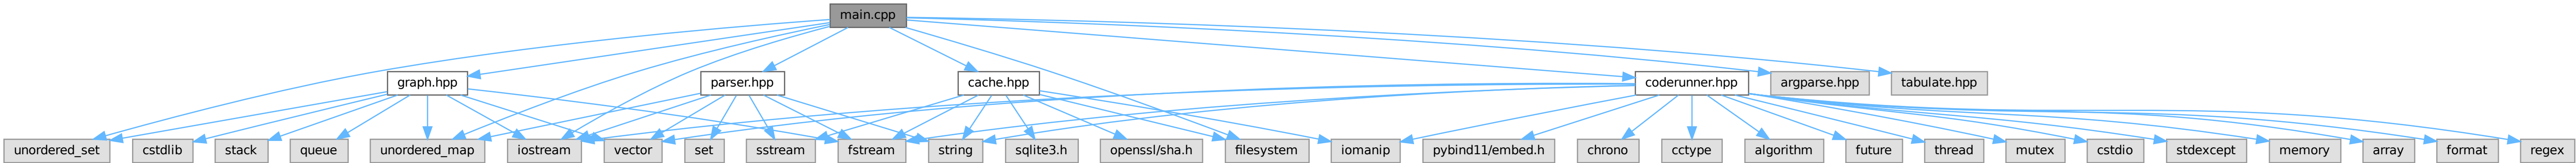 main.cpp
graph.hpp
parser.hpp
cache.hpp
coderunner.hpp
argparse.hpp
tabulate.hpp
unordered_set
cstdlib
stack
queue
unordered_map
iostream
vector
set
sstream
fstream
string
sqlite3.h
openssl/sha.h
filesystem
iomanip
pybind11/embed.h
chrono
cctype
algorithm
future
thread
mutex
cstdio
stdexcept
memory
array
format
regex